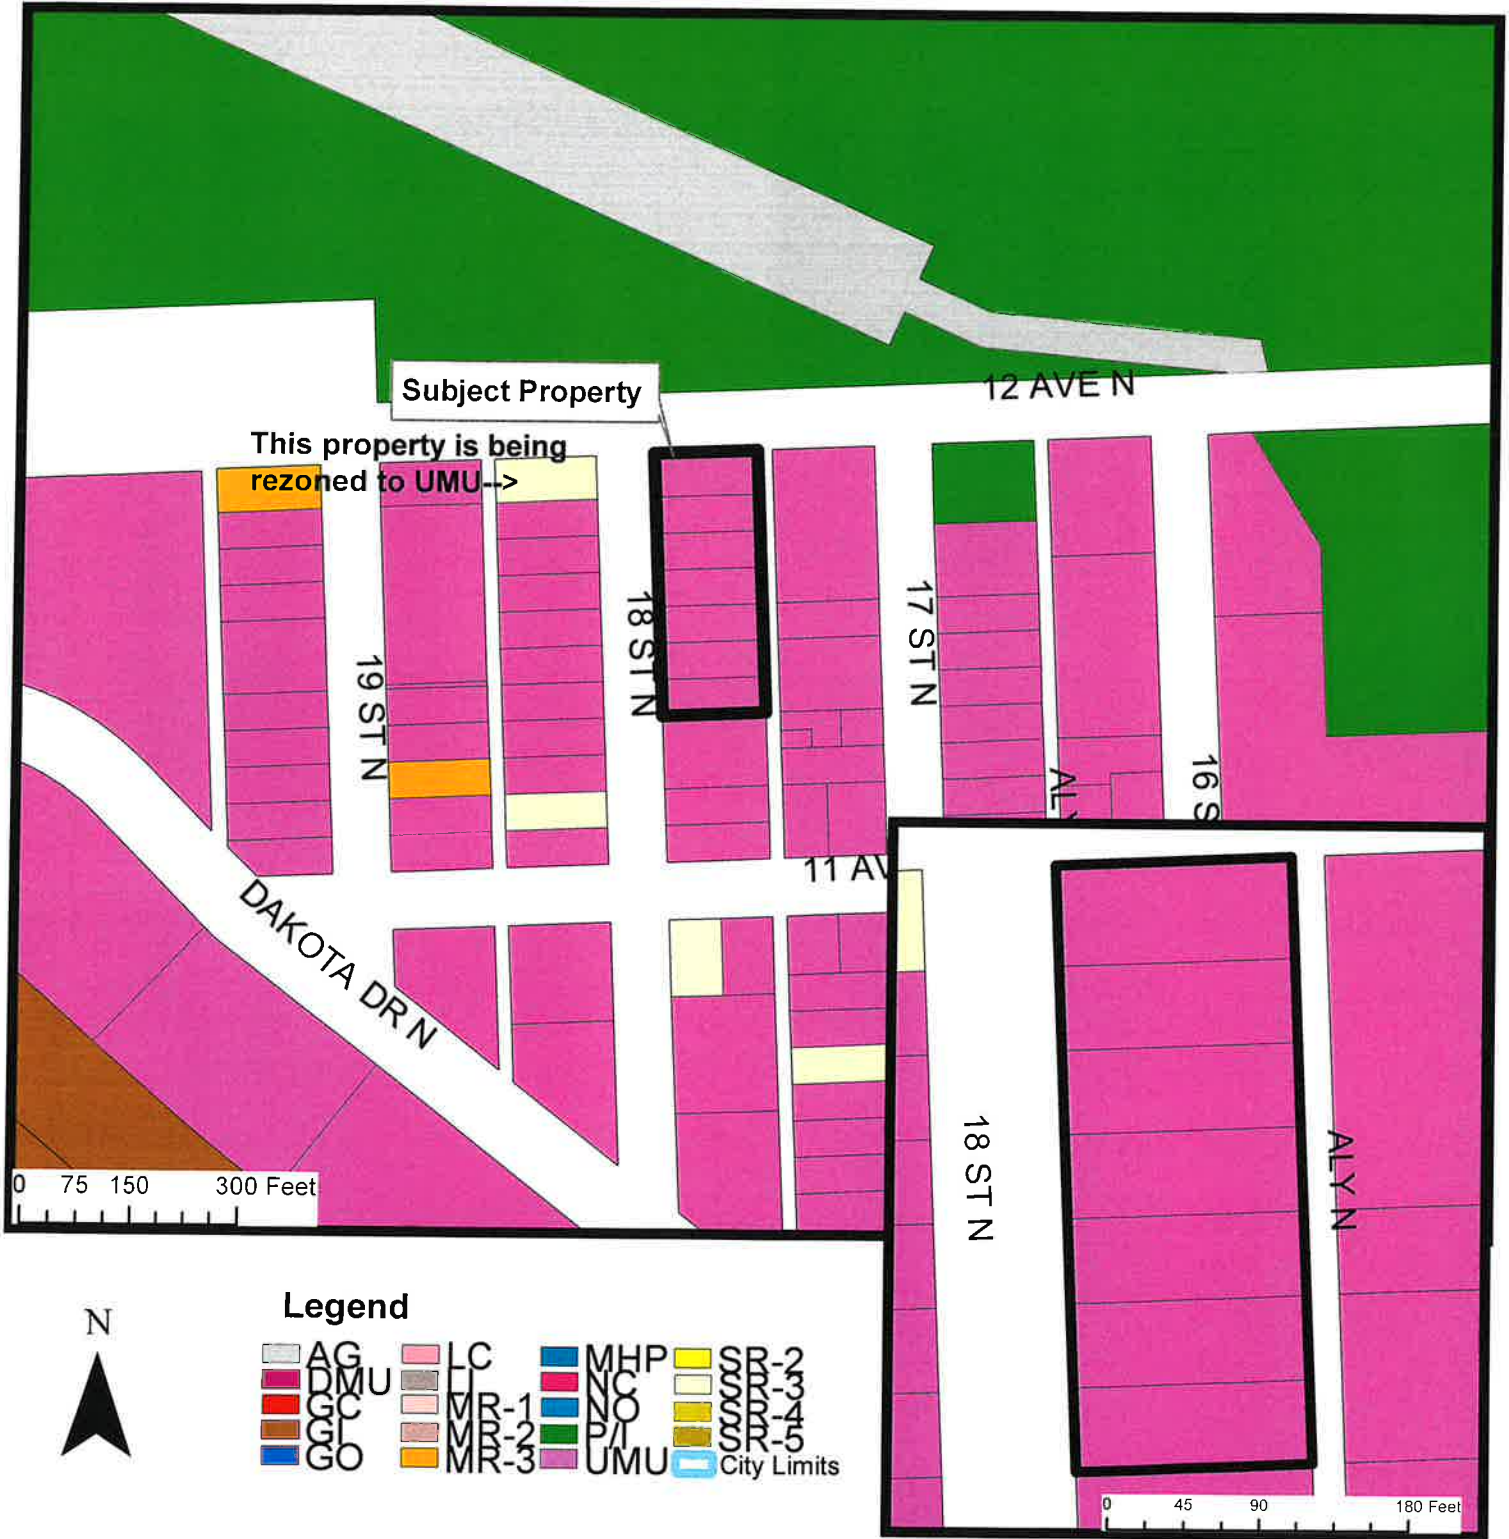 12 AVE N
Subject Property
This property is being
rezoned to UMU-->
18 ST N
17 ST N
19 ST N
ALY
16 S
11 AV
DAKOTA DR N
0 75 150 300 Feet
18 ST N
ALY N
0 45 90 180 Feet
N
Legend
AG LC MHP SR-2
DMU LI NC SR-3
GC MR-1 NO SR-4
GI MR-2 P/I SR-5
GO MR-3 UMU City Limits